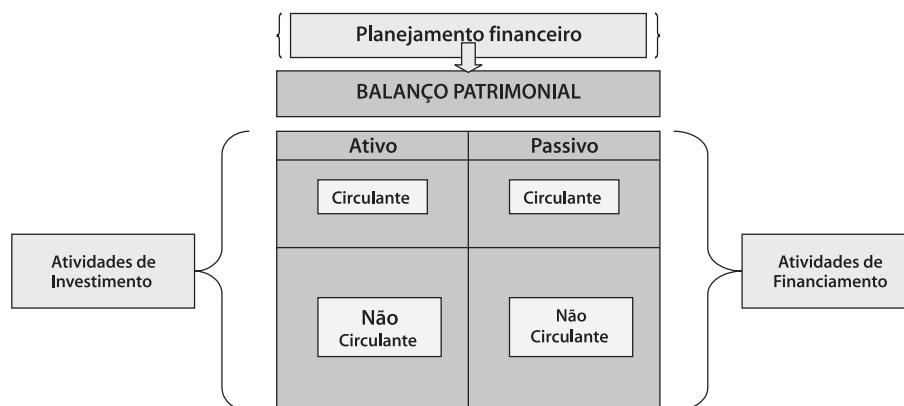 Planejamento financeiro
BALANÇO PATRIMONIAL
Ativo
Passivo
Circulante
Circulante
Atividades de
Investimento
Atividades de
Financiamento
Não
Circulante
Não
Circulante